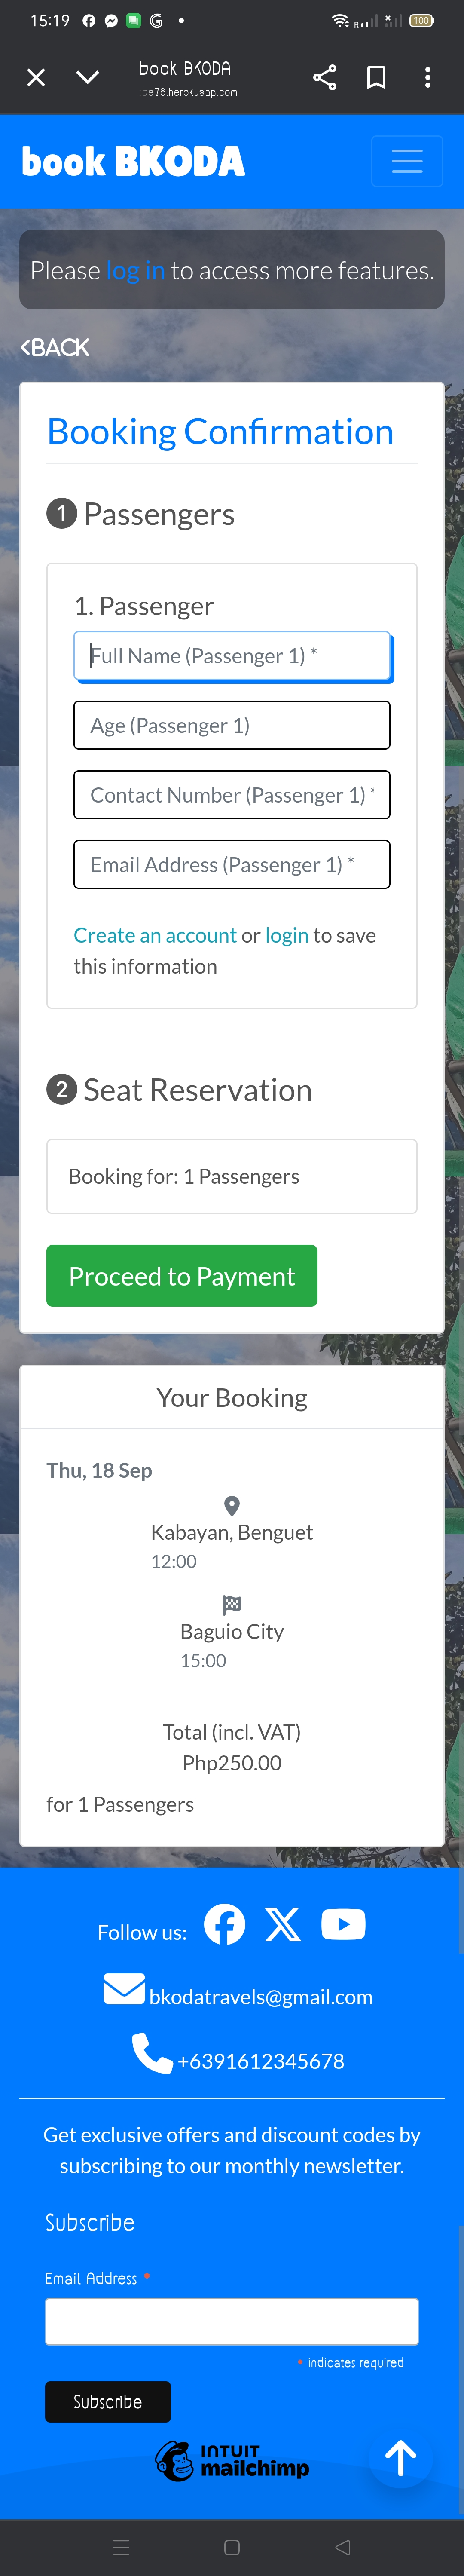 15:19
100
book BKODA
be76.herokuapp.com
book BKODA
Please log in to access more features.
<BACK
Booking Confirmation
1 Passengers
1. Passenger
Full Name (Passenger 1) *
Age (Passenger 1)
Contact Number (Passenger 1)
Email Address (Passenger 1) *
Create an account or login to save
this information
2 Seat Reservation
Booking for: 1 Passengers
Proceed to Payment
Your Booking
Thu, 18 Sep
Kabayan, Benguet
12:00
Baguio City
15:00
Total (incl. VAT)
Php250.00
for 1 Passengers
Follow us:
bkodatravels@gmail.com
+6391612345678
Get exclusive offers and discount codes by
subscribing to our monthly newsletter.
Subscribe
Email Address *
* indicates required
Subscribe
INTUIT
mailchimp